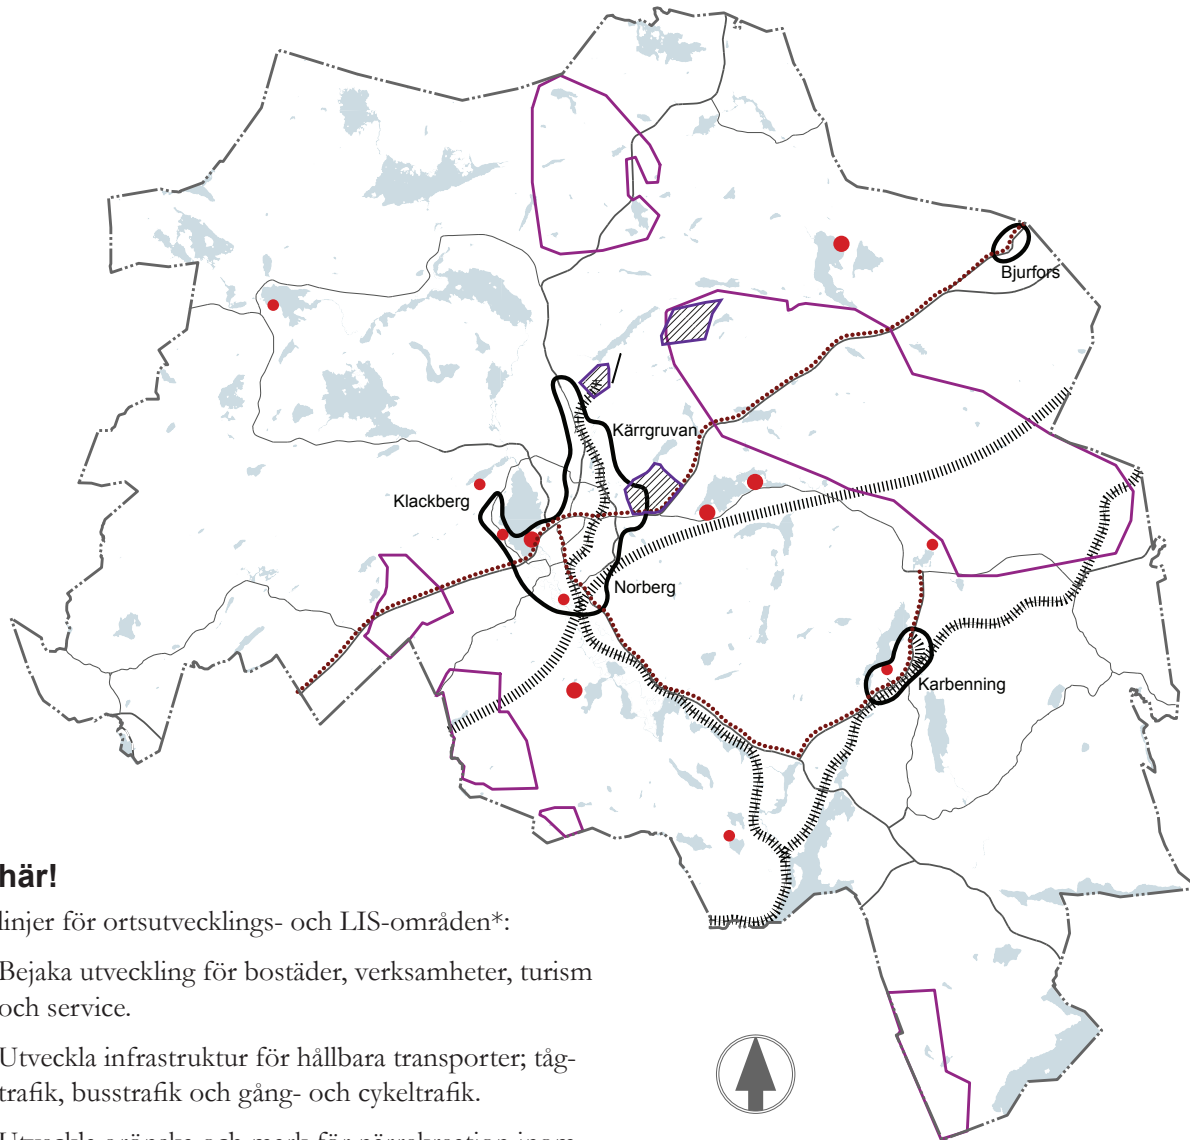 Bjurfors
Kärrgruvan
Klackberg
Norberg
Karbenning
här!
linjer för ortsutvecklings- och LIS-områden*:
Bejaka utveckling för bostäder, verksamheter, turism
och service.
Utveckla infrastruktur för hållbara transporter; tåg-
trafik, busstrafik och gång- och cykeltrafik.